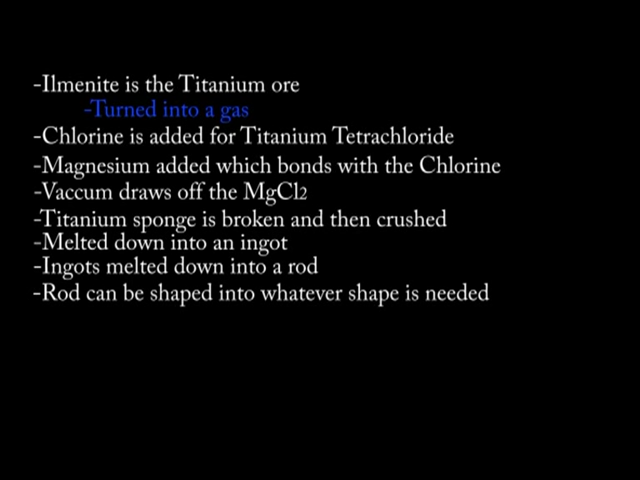 -Ilmenite is the Titanium ore
-Turned into a gas
-Chlorine is added for Titanium Tetrachloride
-Magnesium added which bonds with the Chlorine
-Vaccum draws off the MgCl2
-Titanium sponge is broken and then crushed
-Melted down into an ingot
-Ingots melted down into a rod
-Rod can be shaped into whatever shape is needed